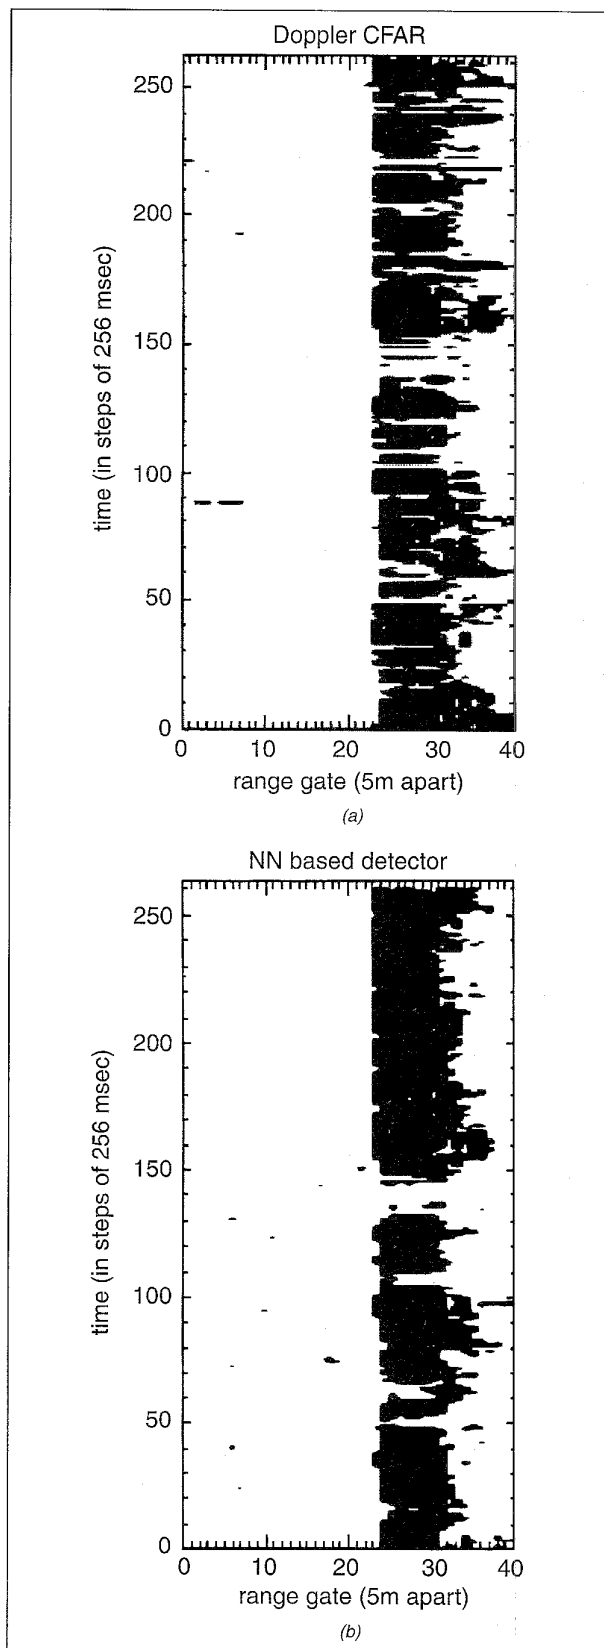 Doppler CFAR
250
200
150
100
50
0
time (in steps of 256 msec)
0 10 20 30 40
range gate (5m apart)
(a)
NN based detector
250
200
150
100
50
0
time (in steps of 256 msec)
0 10 20 30 40
range gate (5m apart)
(b)